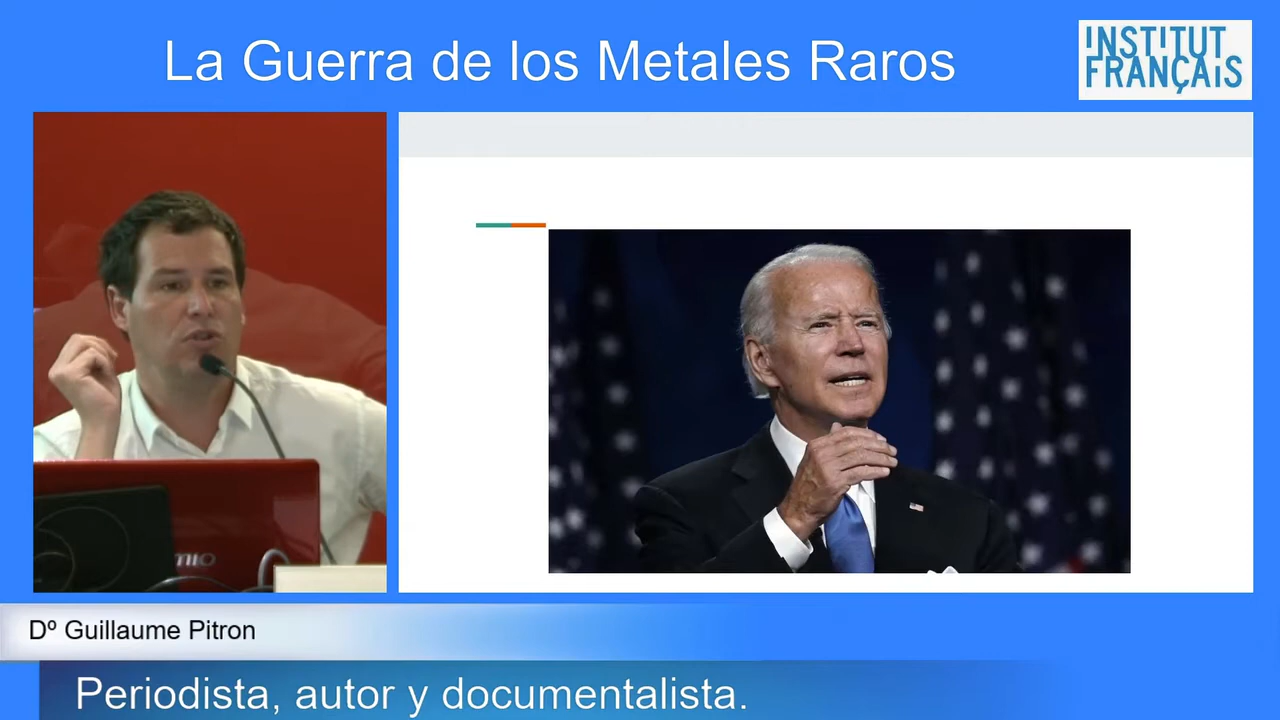 La Guerra de los Metales Raros
INSTITUT
FRANÇAIS
Dº Guillaume Pitron
Periodista, autor y documentalista.